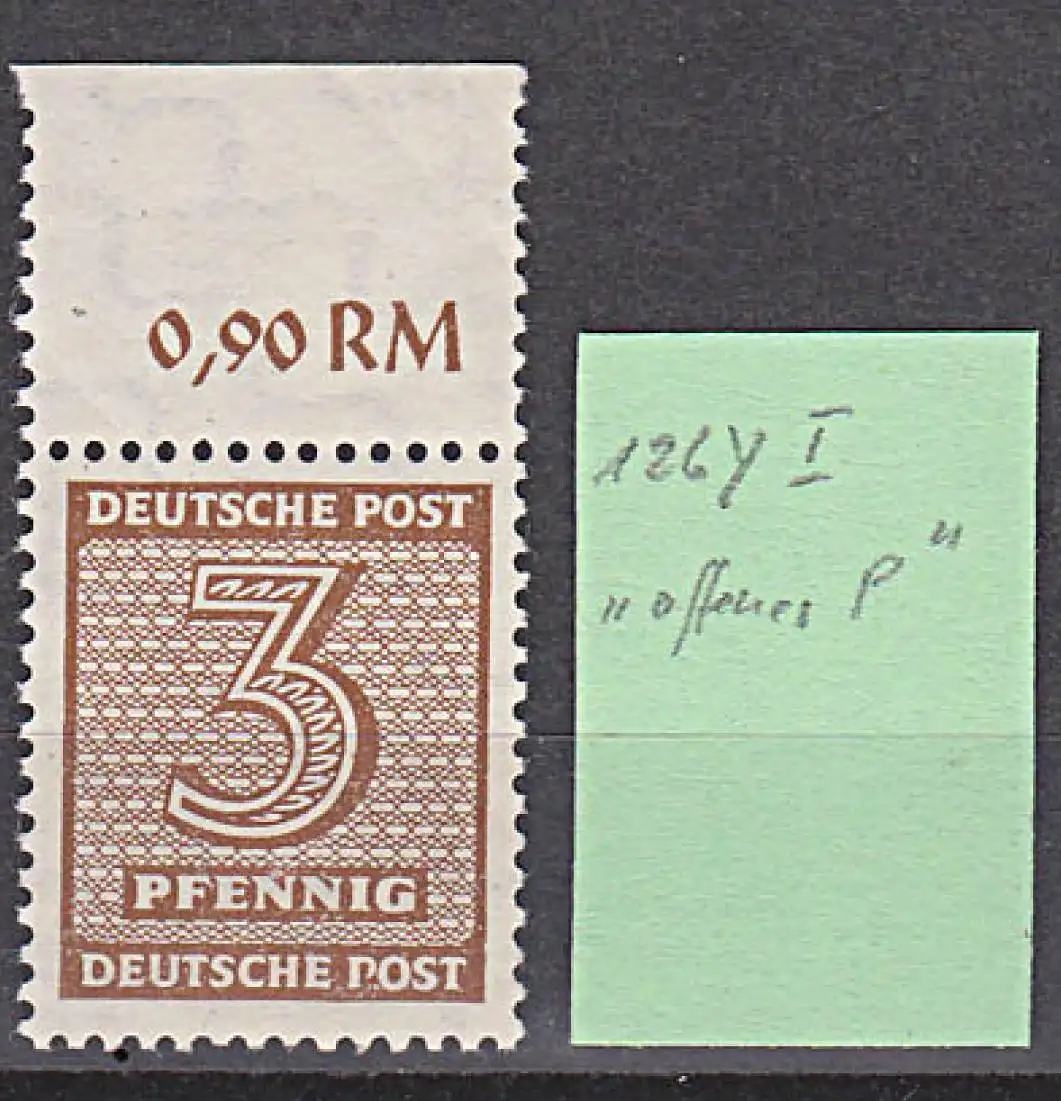 0,90 RM
DEUTSCHE POST
3
PFENNIG
DEUTSCHE POST
126 Y I
„offenes P"